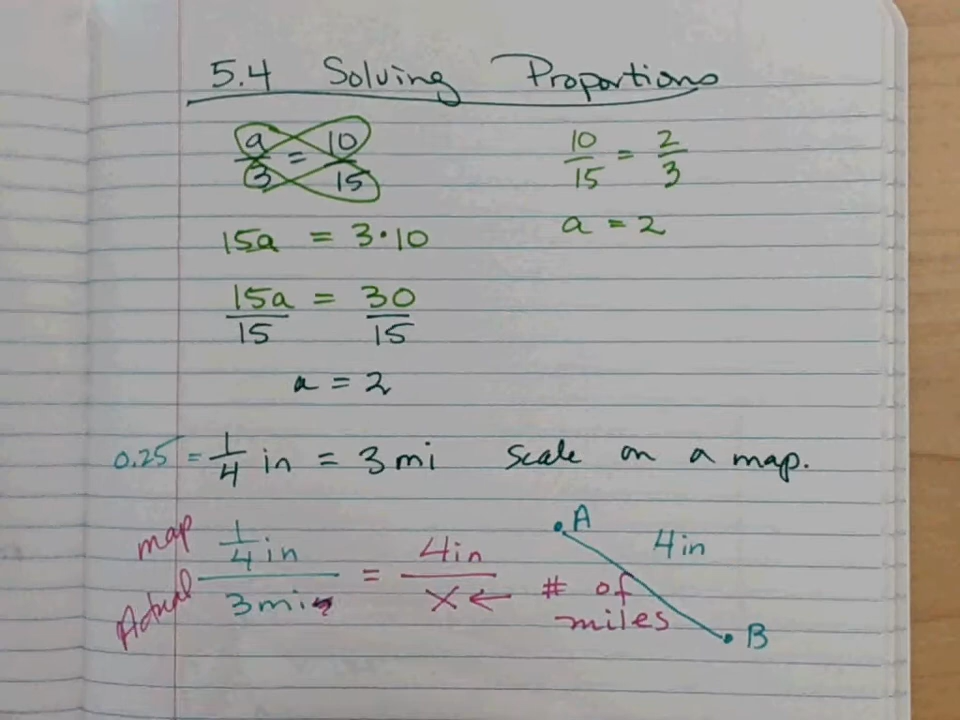 5.4 Solving Proportions
a/3 = 10/15
15a = 3·10
15a/15 = 30/15
a = 2
10/15 = 2/3
a = 2
0.25 = 1/4 in = 3 mi scale on a map.
map
Actual
1/4 in / 3 mi = 4 in / X ← # of miles
A
4 in
B